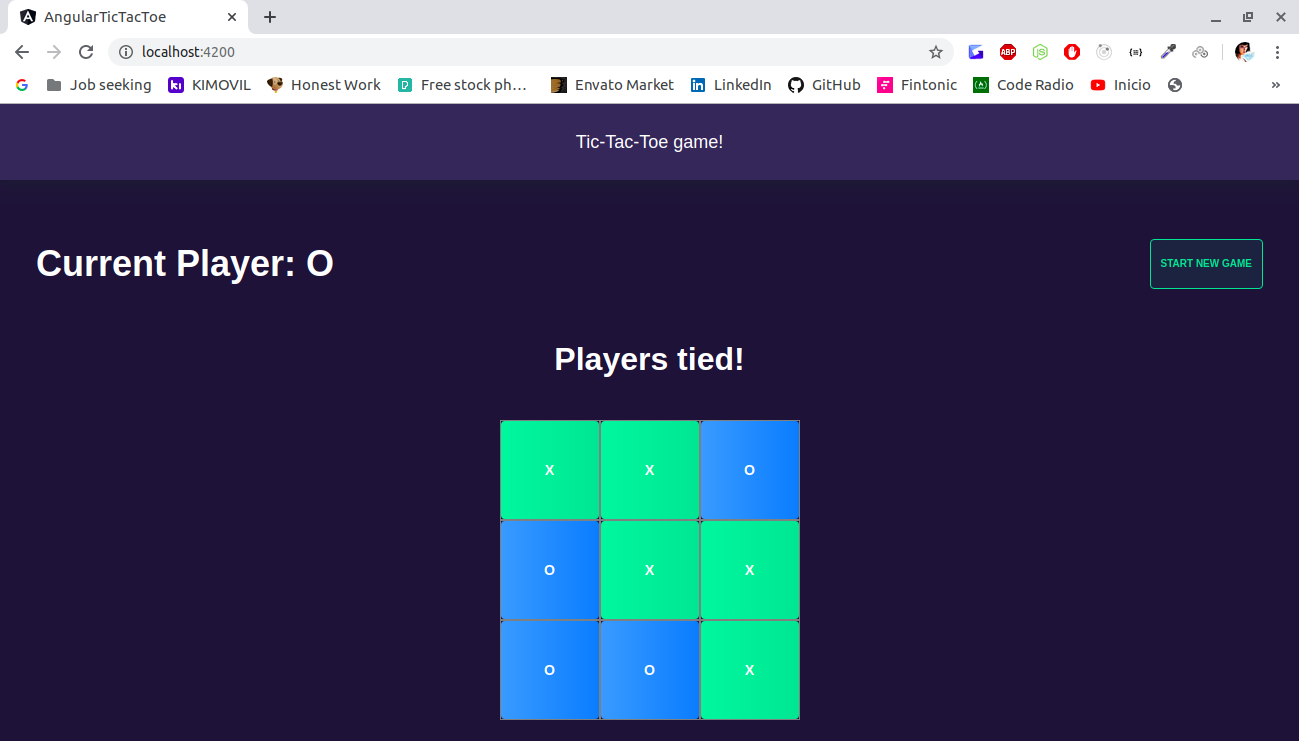 AngularTicTacToe
localhost:4200
Job seeking KIMOVIL Honest Work Free stock ph... Envato Market LinkedIn GitHub Fintonic Code Radio Inicio »
Tic-Tac-Toe game!
Current Player: O
START NEW GAME
Players tied!
X X O
O X X
O O X